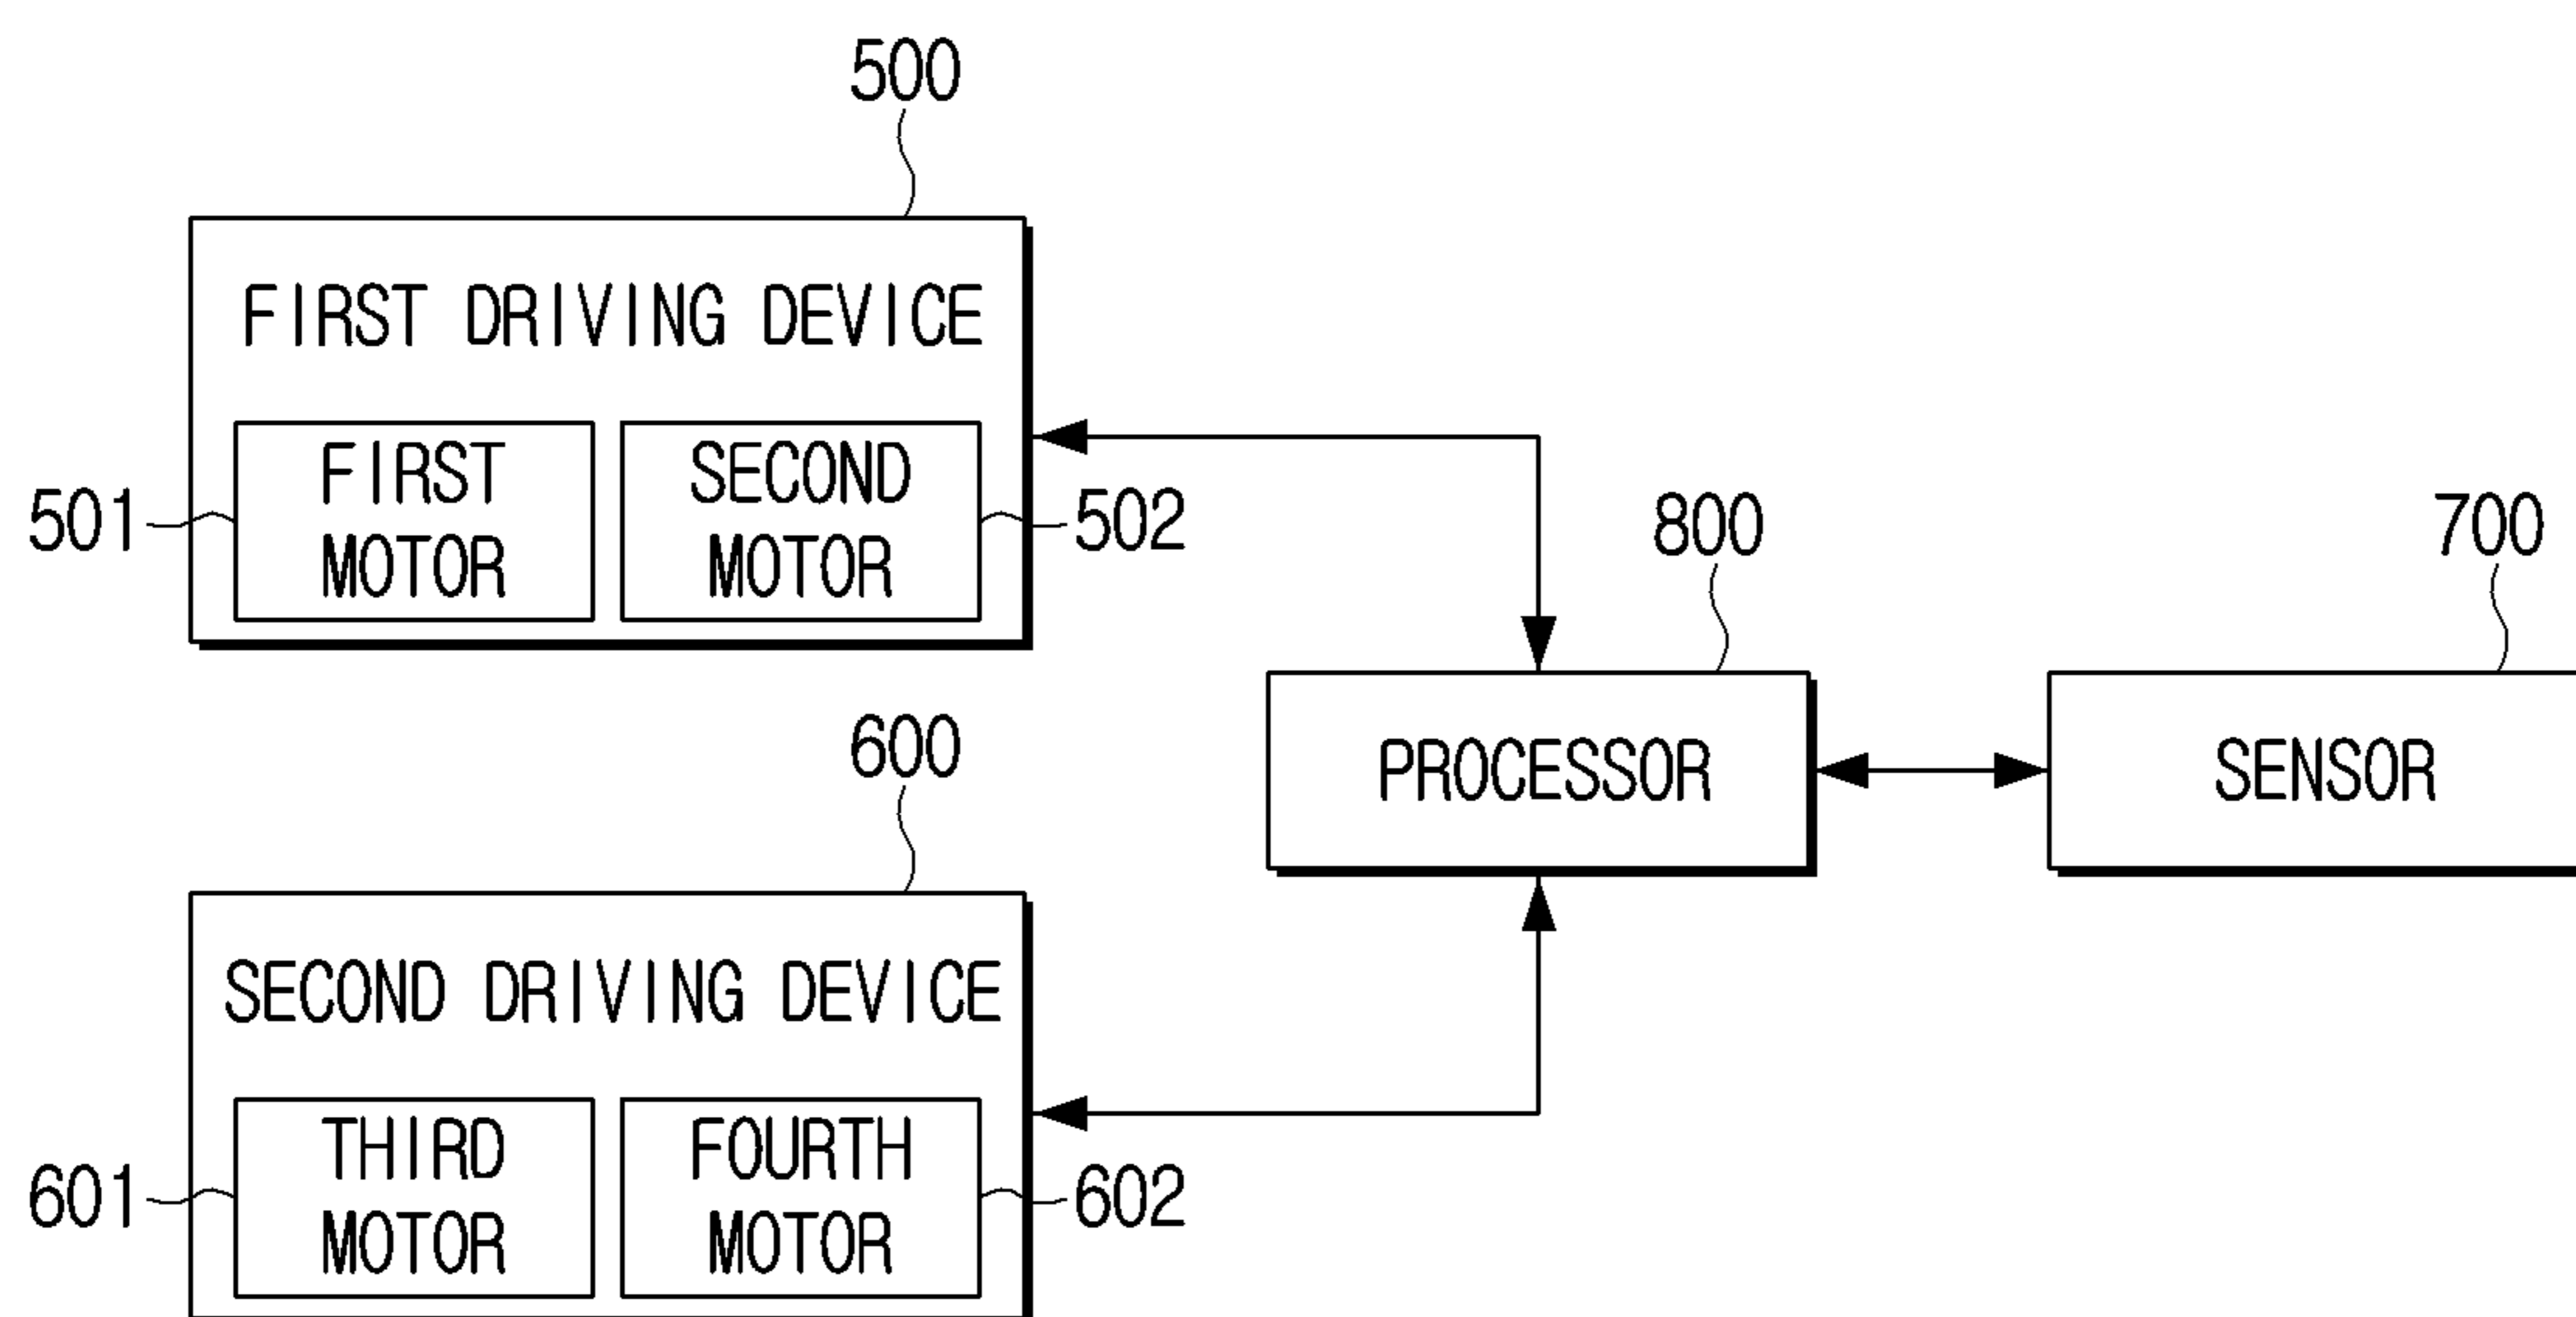 500
FIRST DRIVING DEVICE
FIRST
MOTOR
SECOND
MOTOR
501
502
800
700
PROCESSOR
SENSOR
600
SECOND DRIVING DEVICE
THIRD
MOTOR
FOURTH
MOTOR
601
602